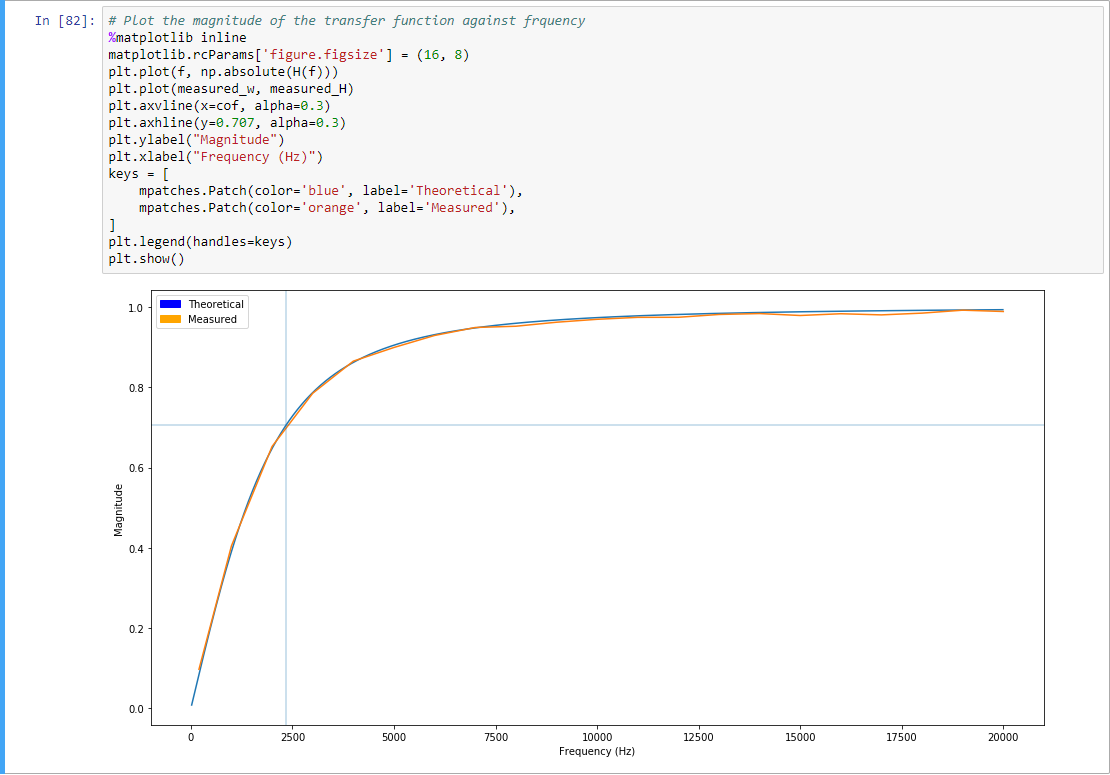 In [82]:
# Plot the magnitude of the transfer function against frquency
%matplotlib inline
matplotlib.rcParams['figure.figsize'] = (16, 8)
plt.plot(f, np.absolute(H(f)))
plt.plot(measured_w, measured_H)
plt.axvline(x=cof, alpha=0.3)
plt.axhline(y=0.707, alpha=0.3)
plt.ylabel("Magnitude")
plt.xlabel("Frequency (Hz)")
keys = [
    mpatches.Patch(color='blue', label='Theoretical'),
    mpatches.Patch(color='orange', label='Measured'),
]
plt.legend(handles=keys)
plt.show()
Theoretical
Measured
1.0
0.8
0.6
0.4
0.2
0.0
Magnitude
0 2500 5000 7500 10000 12500 15000 17500 20000
Frequency (Hz)